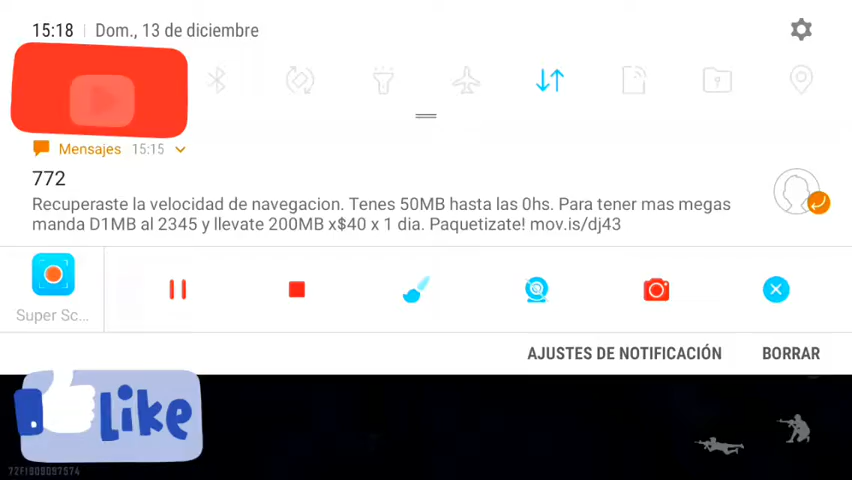 15:18 Dom., 13 de diciembre
Mensajes 15:15
772
Recuperaste la velocidad de navegacion. Tenes 50MB hasta las 0hs. Para tener mas megas
manda D1MB al 2345 y llevate 200MB x$40 x 1 dia. Paquetizate! mov.is/dj43
Super Sc...
AJUSTES DE NOTIFICACIÓN BORRAR
Like